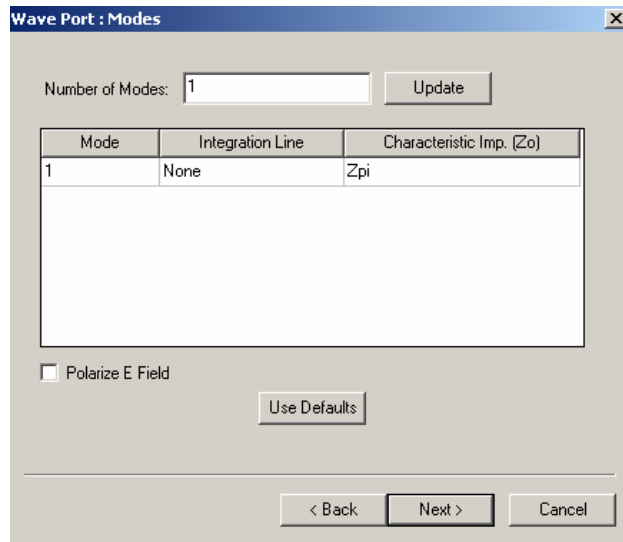 Wave Port : Modes
Number of Modes: 1 Update
Mode Integration Line Characteristic Imp. (Zo)
1 None Zpi
Polarize E Field
Use Defaults
< Back Next > Cancel